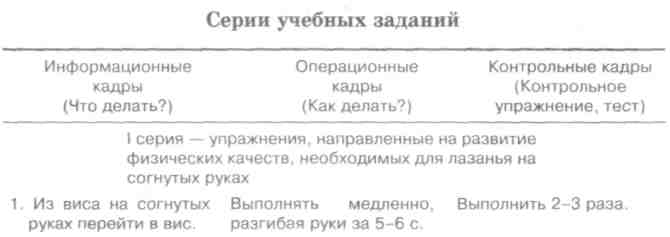 Серии учебных заданий
Информационные Операционные Контрольные кадры
кадры кадры (Контрольное
(Что делать?) (Как делать?) упражнение, тест)
I серия — упражнения, направленные на развитие
физических качеств, необходимых для лазанья на
согнутых руках
1. Из виса на согнутых Выполнять медленно, Выполнить 2–3 раза.
руках перейти в вис. разгибая руки за 5–6 с.